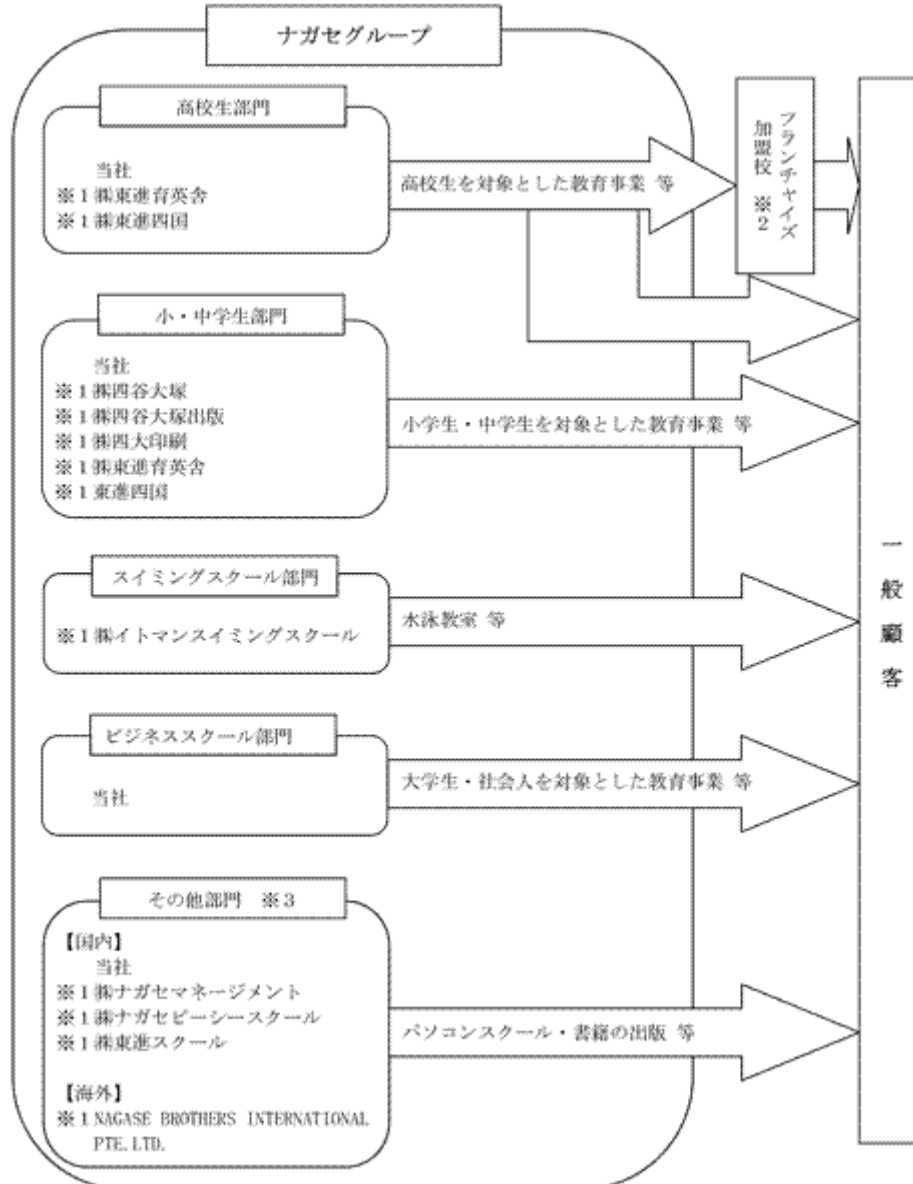 ナガセグループ
高校生部門
当社
※1㈱東進育英舎
※1㈱東進四国
高校生を対象とした教育事業 等
フランチャイズ
加盟校 ※2
小・中学生部門
当社
※1㈱四谷大塚
※1㈱四谷大塚出版
※1㈱四大印刷
※1㈱東進育英舎
※1東進四国
小学生・中学生を対象とした教育事業 等
スイミングスクール部門
※1㈱イトマンスイミングスクール
水泳教室 等
ビジネススクール部門
当社
大学生・社会人を対象とした教育事業 等
その他部門 ※3
【国内】
当社
※1㈱ナガセマネージメント
※1㈱ナガセピーシースクール
※1㈱東進スクール
【海外】
※1NAGASE BROTHERS INTERNATIONAL
PTE.LTD.
パソコンスクール・書籍の出版 等
一般顧客